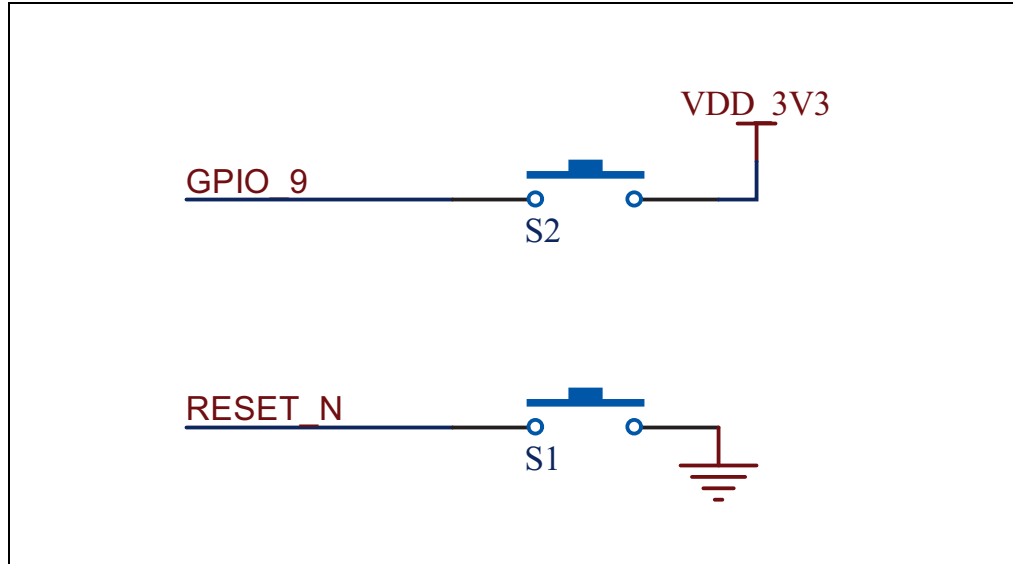 VDD_3V3
GPIO_9
S2
RESET_N
S1